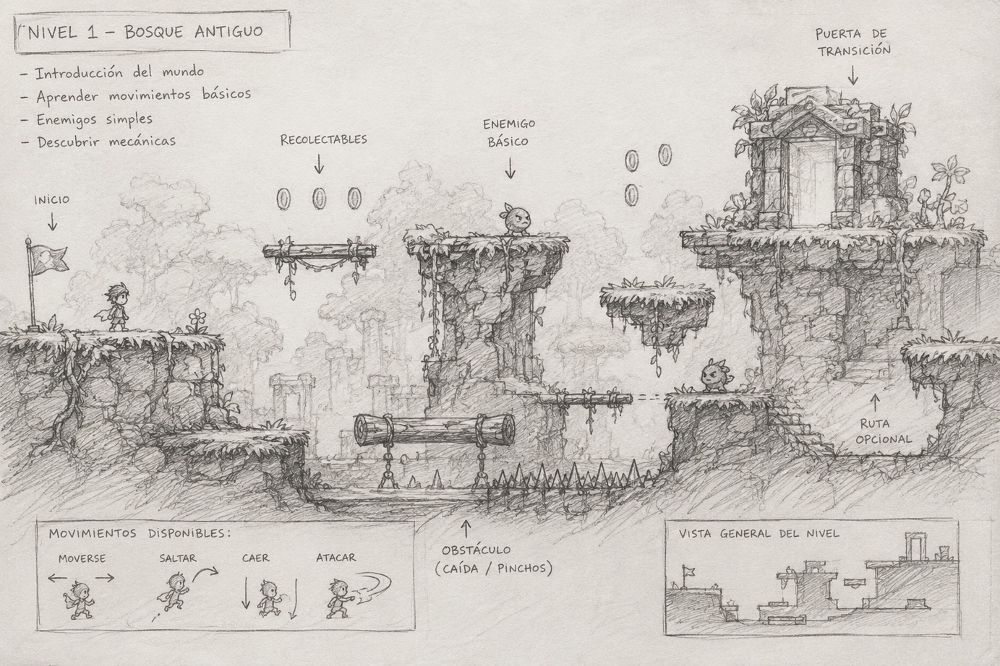 NIVEL 1 – BOSQUE ANTIGUO
– Introducción del mundo
– Aprender movimientos básicos
– Enemigos simples
– Descubrir mecánicas
INICIO
RECOLECTABLES
ENEMIGO
BÁSICO
PUERTA DE
TRANSICIÓN
RUTA
OPCIONAL
OBSTÁCULO
(CAÍDA / PINCHOS)
MOVIMIENTOS DISPONIBLES:
MOVERSE
SALTAR
CAER
ATACAR
VISTA GENERAL DEL NIVEL